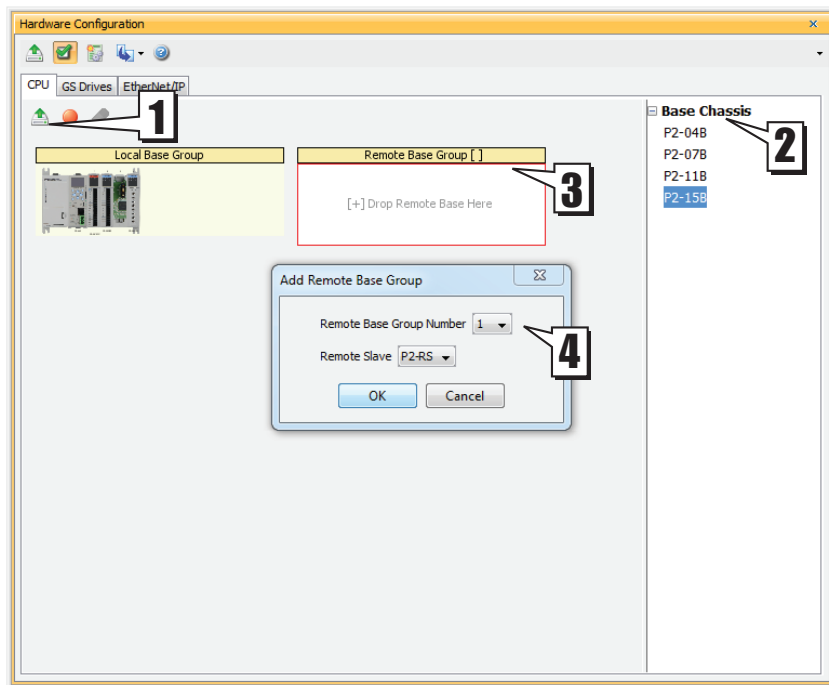 Hardware Configuration
CPU
GS Drives
EtherNet/IP
1
Base Chassis
2
P2-04B
P2-07B
P2-11B
P2-15B
Local Base Group
Remote Base Group [ ]
3
[+] Drop Remote Base Here
Add Remote Base Group
Remote Base Group Number 1
4
Remote Slave P2-RS
OK
Cancel